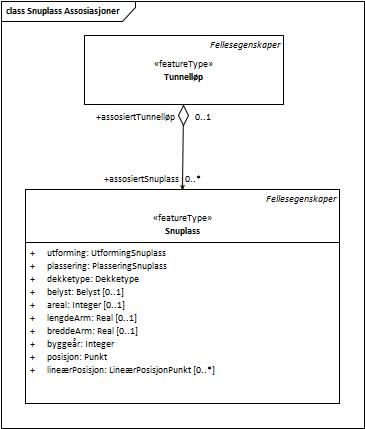 class Snuplass Assosiasjoner
Fellesegenskaper
«featureType»
Tunnelløp
+assosiertTunnelløp 0..1
+assosiertSnuplass 0..*
Fellesegenskaper
«featureType»
Snuplass
+ utforming: UtformingSnuplass
+ plassering: PlasseringSnuplass
+ dekketype: Dekketype
+ belyst: Belyst [0..1]
+ areal: Integer [0..1]
+ lengdeArm: Real [0..1]
+ breddeArm: Real [0..1]
+ byggeår: Integer
+ posisjon: Punkt
+ lineærPosisjon: LineærPosisjonPunkt [0..*]